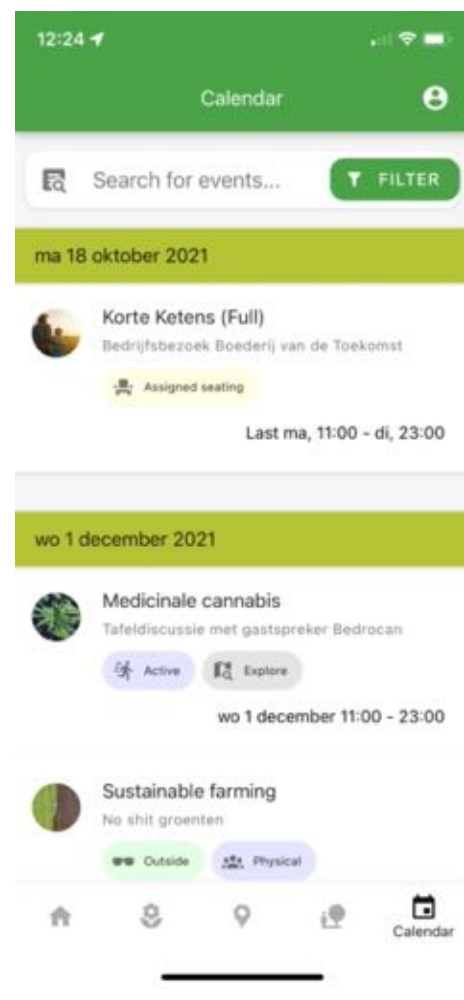 12:24
Calendar
Search for events...
FILTER
ma 18 oktober 2021
Korte Ketens (Full)
Bedrijfsbezoek Boederij van de Toekomst
Assigned seating
Last ma, 11:00 - di, 23:00
wo 1 december 2021
Medicinale cannabis
Tafeldiscussie met gastspreker Bedrocan
Active Explore
wo 1 december 11:00 - 23:00
Sustainable farming
No shit groenten
Outside Physical
Calendar